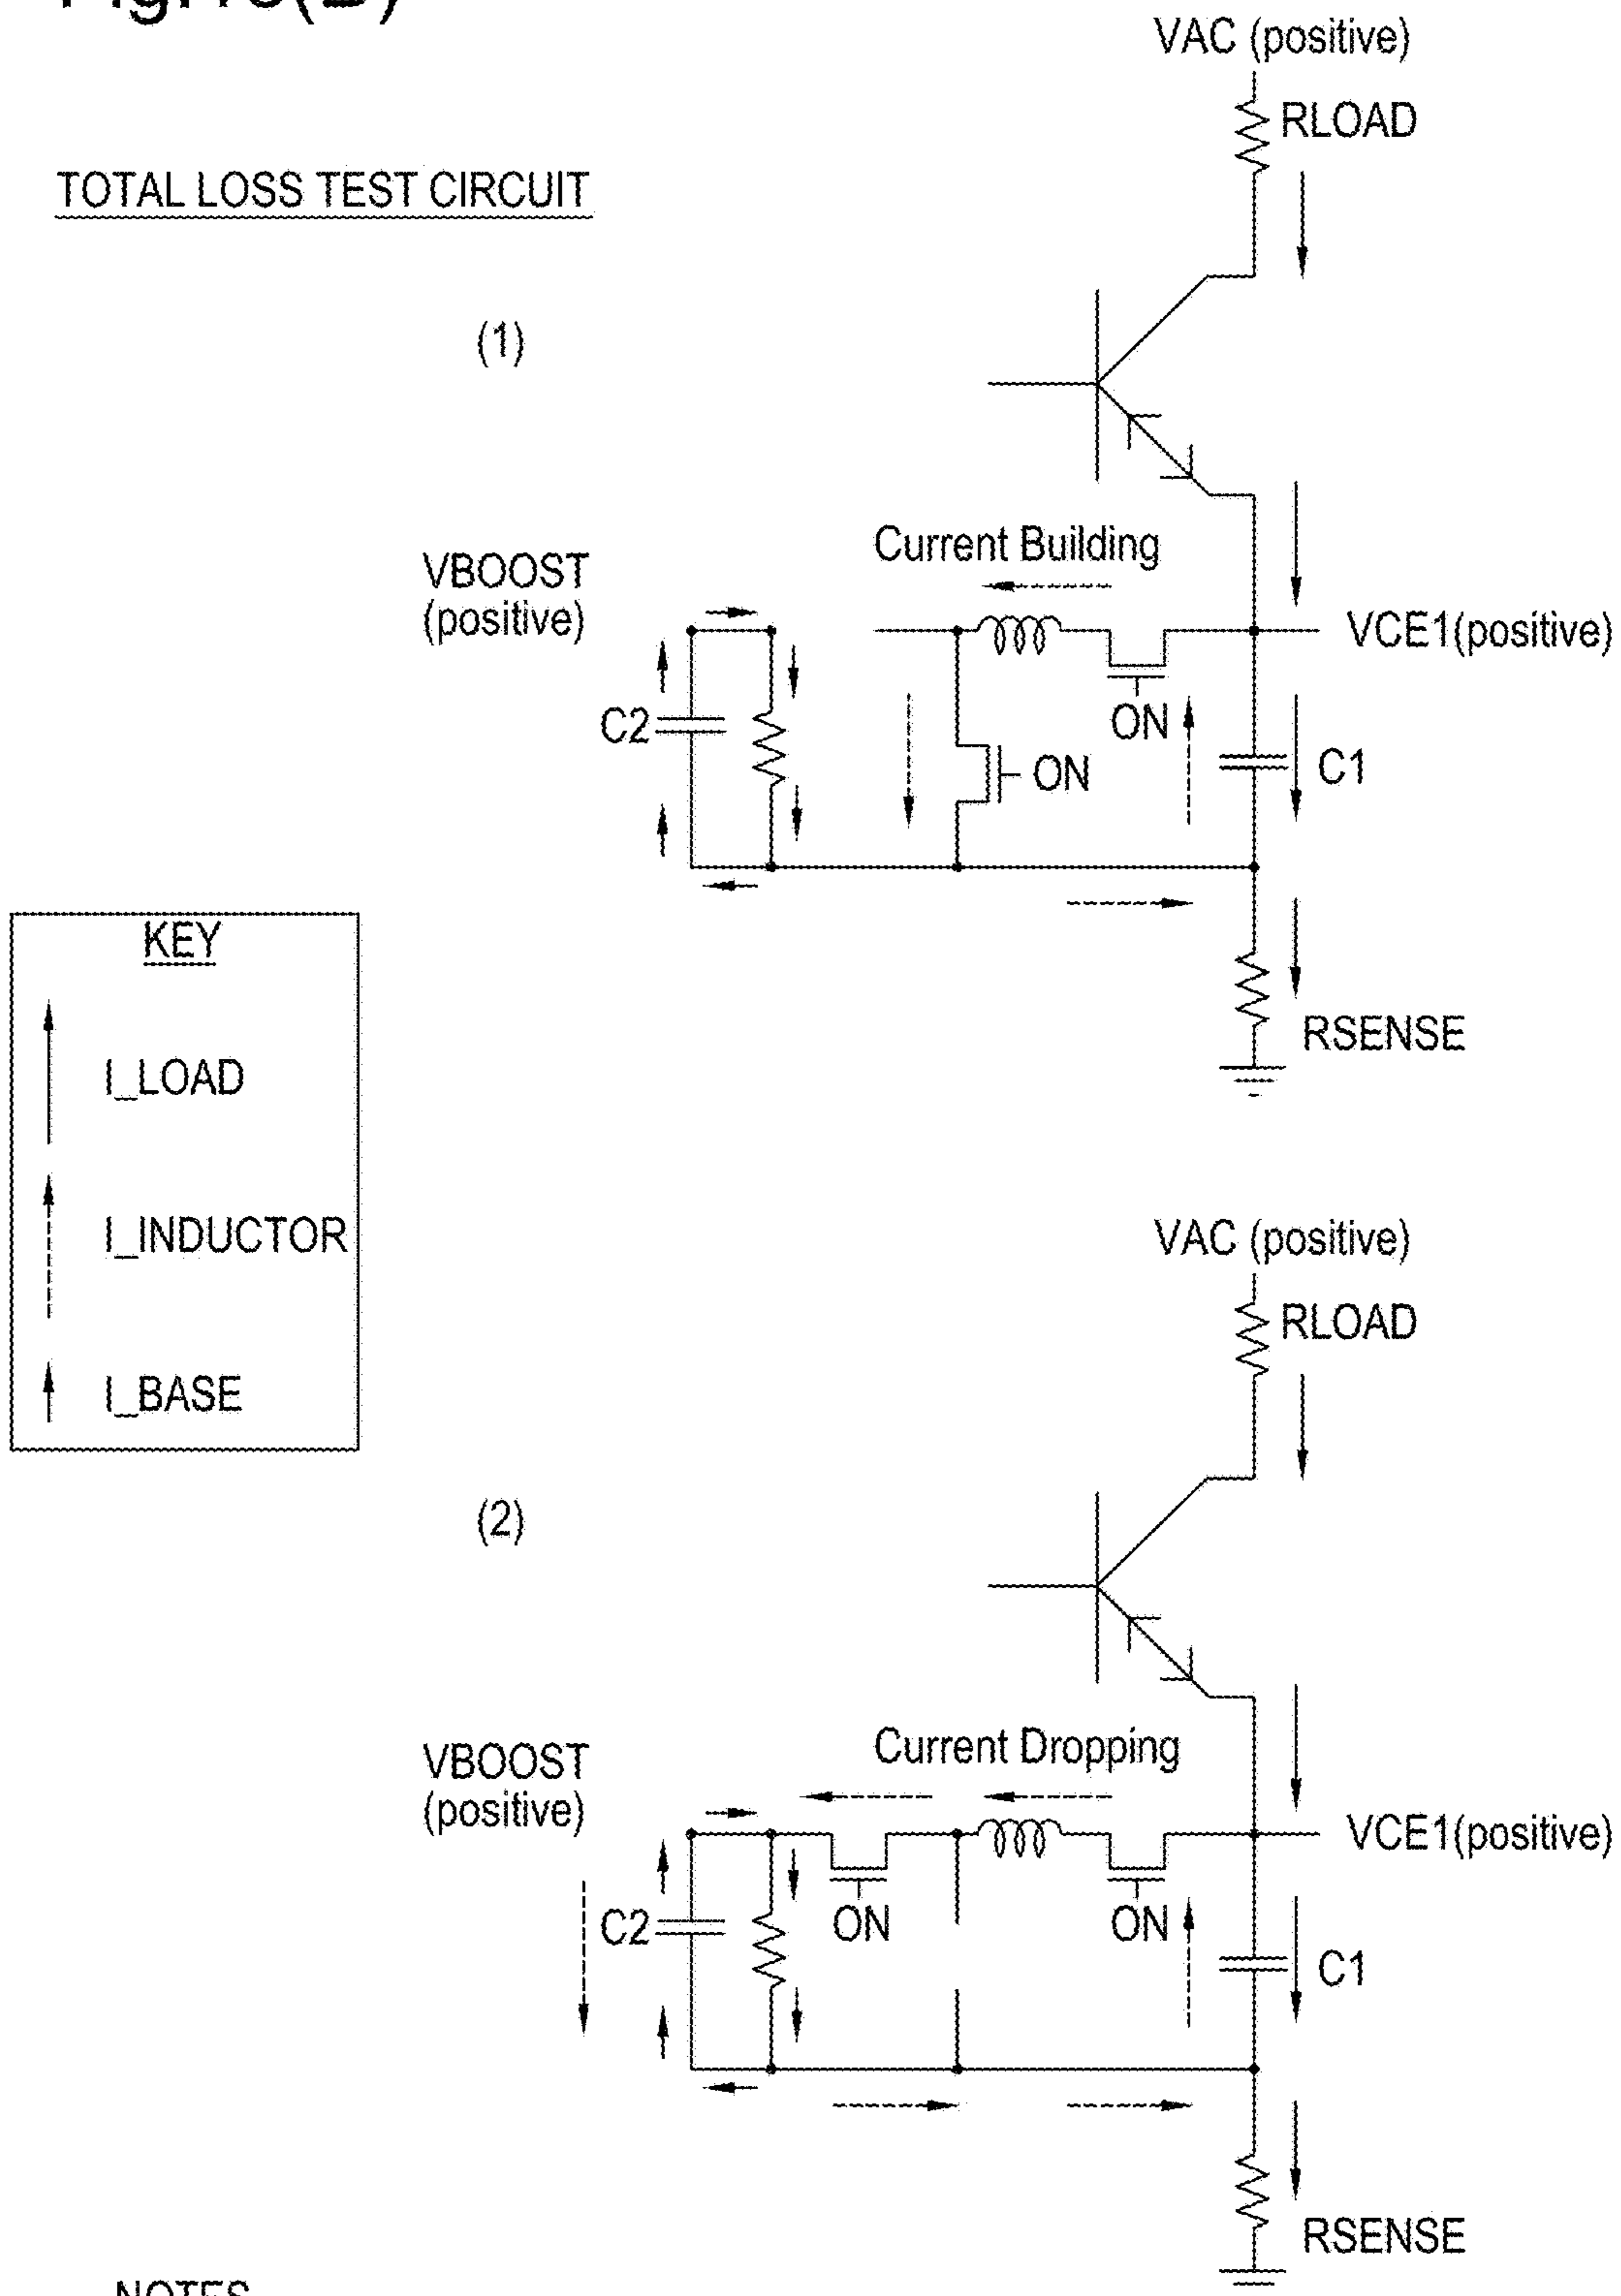 TOTAL LOSS TEST CIRCUIT
(1)
VAC (positive)
RLOAD
Current Building
VBOOST
(positive)
VCE1(positive)
C2
ON
ON
C1
RSENSE
KEY
I_LOAD
I_INDUCTOR
I_BASE
(2)
VAC (positive)
RLOAD
Current Dropping
VBOOST
(positive)
VCE1(positive)
C2
ON
ON
C1
RSENSE
NOTES